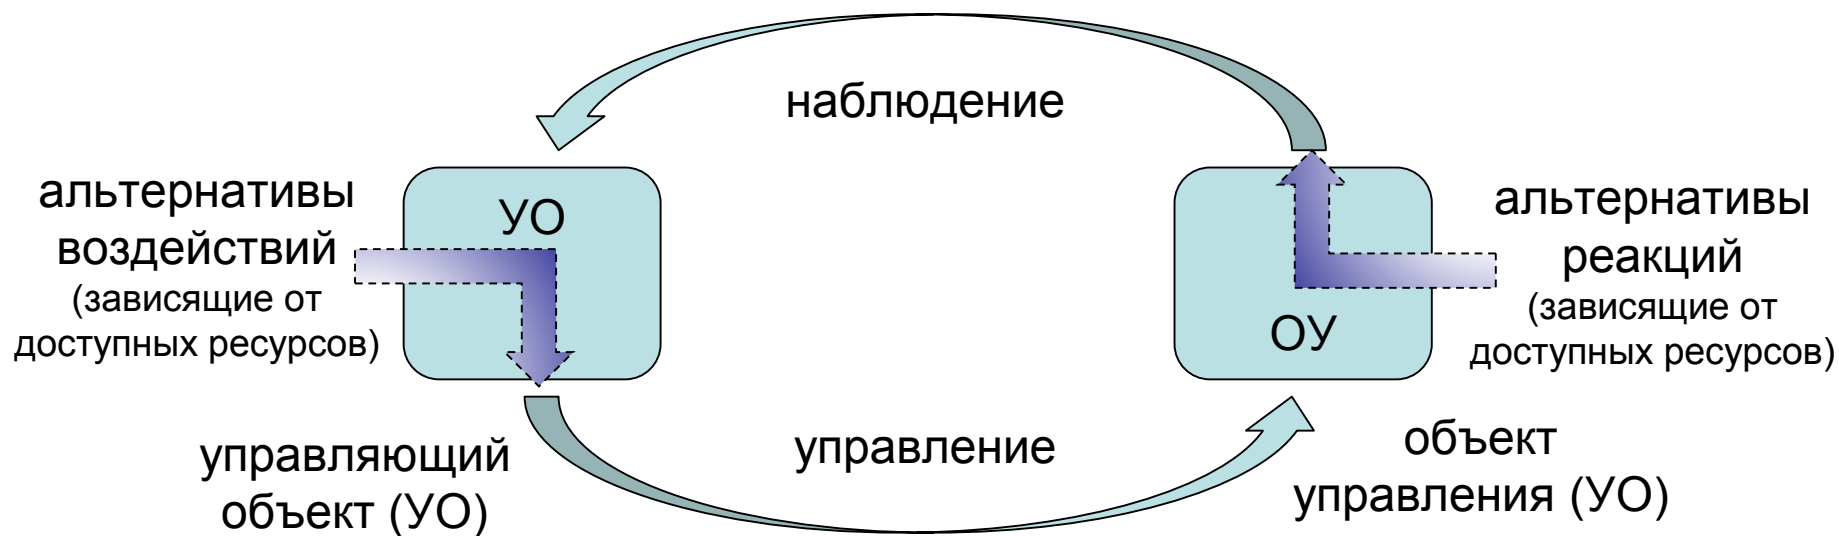 наблюдение
альтернативы
воздействий
(зависящие от
доступных ресурсов)
УО
ОУ
альтернативы
реакций
(зависящие от
доступных ресурсов)
управляющий
объект (УО)
управление
объект
управления (УО)